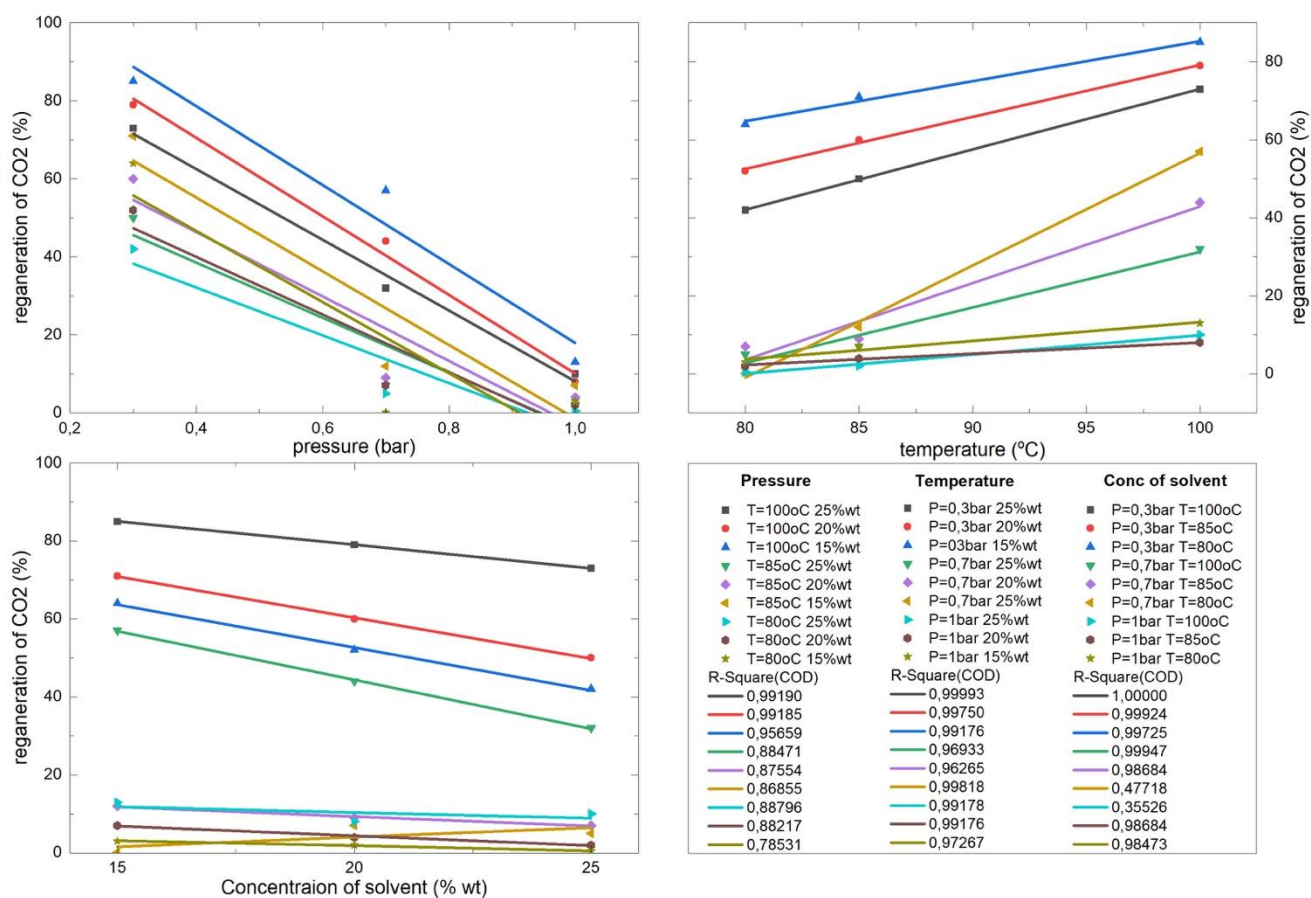 100
80
60
40
20
0
reganeration of CO2 (%)
0,2
0,4
0,6
0,8
1,0
pressure (bar)
80
60
40
20
0
regeneration of CO2 (%)
80
85
90
95
100
temperature (ºC)
100
80
60
40
20
0
reganeration of CO2 (%)
15
20
25
Concentraion of solvent (% wt)
Pressure
T=100oC 25%wt
T=100oC 20%wt
T=100oC 15%wt
T=85oC 25%wt
T=85oC 20%wt
T=85oC 15%wt
T=80oC 25%wt
T=80oC 20%wt
T=80oC 15%wt
R-Square(COD)
0,99190
0,99185
0,95659
0,88471
0,87554
0,86855
0,88796
0,88217
0,78531
Temperature
P=0,3bar 25%wt
P=0,3bar 20%wt
P=03bar 15%wt
P=0,7bar 25%wt
P=0,7bar 20%wt
P=0,7bar 25%wt
P=1bar 25%wt
P=1bar 20%wt
P=1bar 15%wt
R-Square(COD)
0,99993
0,99750
0,99176
0,96933
0,96265
0,99818
0,99178
0,99176
0,97267
Conc of solvent
P=0,3bar T=100oC
P=0,3bar T=85oC
P=0,3bar T=80oC
P=0,7bar T=100oC
P=0,7bar T=85oC
P=0,7bar T=80oC
P=1bar T=100oC
P=1bar T=85oC
P=1bar T=80oC
R-Square(COD)
1,00000
0,99924
0,99725
0,99947
0,98684
0,47718
0,35526
0,98684
0,98473